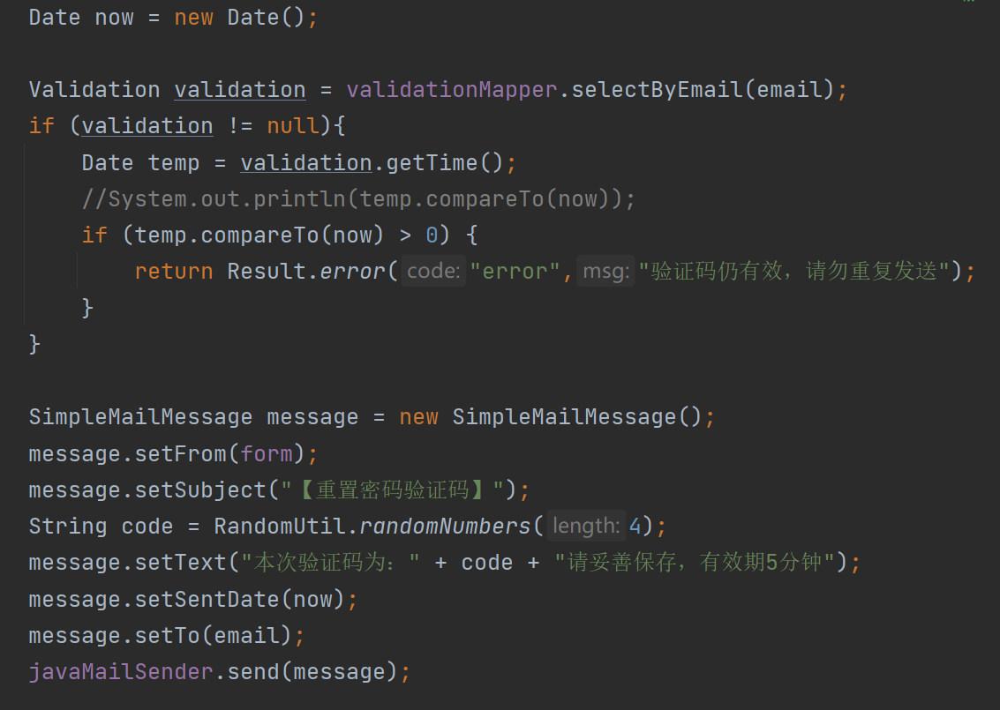 Date now = new Date();
Validation validation = validationMapper.selectByEmail(email);
if (validation != null){
Date temp = validation.getTime();
//System.out.println(temp.compareTo(now));
if (temp.compareTo(now) > 0) {
return Result.error( code: "error", msg: "验证码仍有效，请勿重复发送");
}
}
SimpleMailMessage message = new SimpleMailMessage();
message.setFrom(form);
message.setSubject("【重置密码验证码】");
String code = RandomUtil.randomNumbers( length: 4);
message.setText("本次验证码为：" + code + "请妥善保存，有效期5分钟");
message.setSentDate(now);
message.setTo(email);
javaMailSender.send(message);